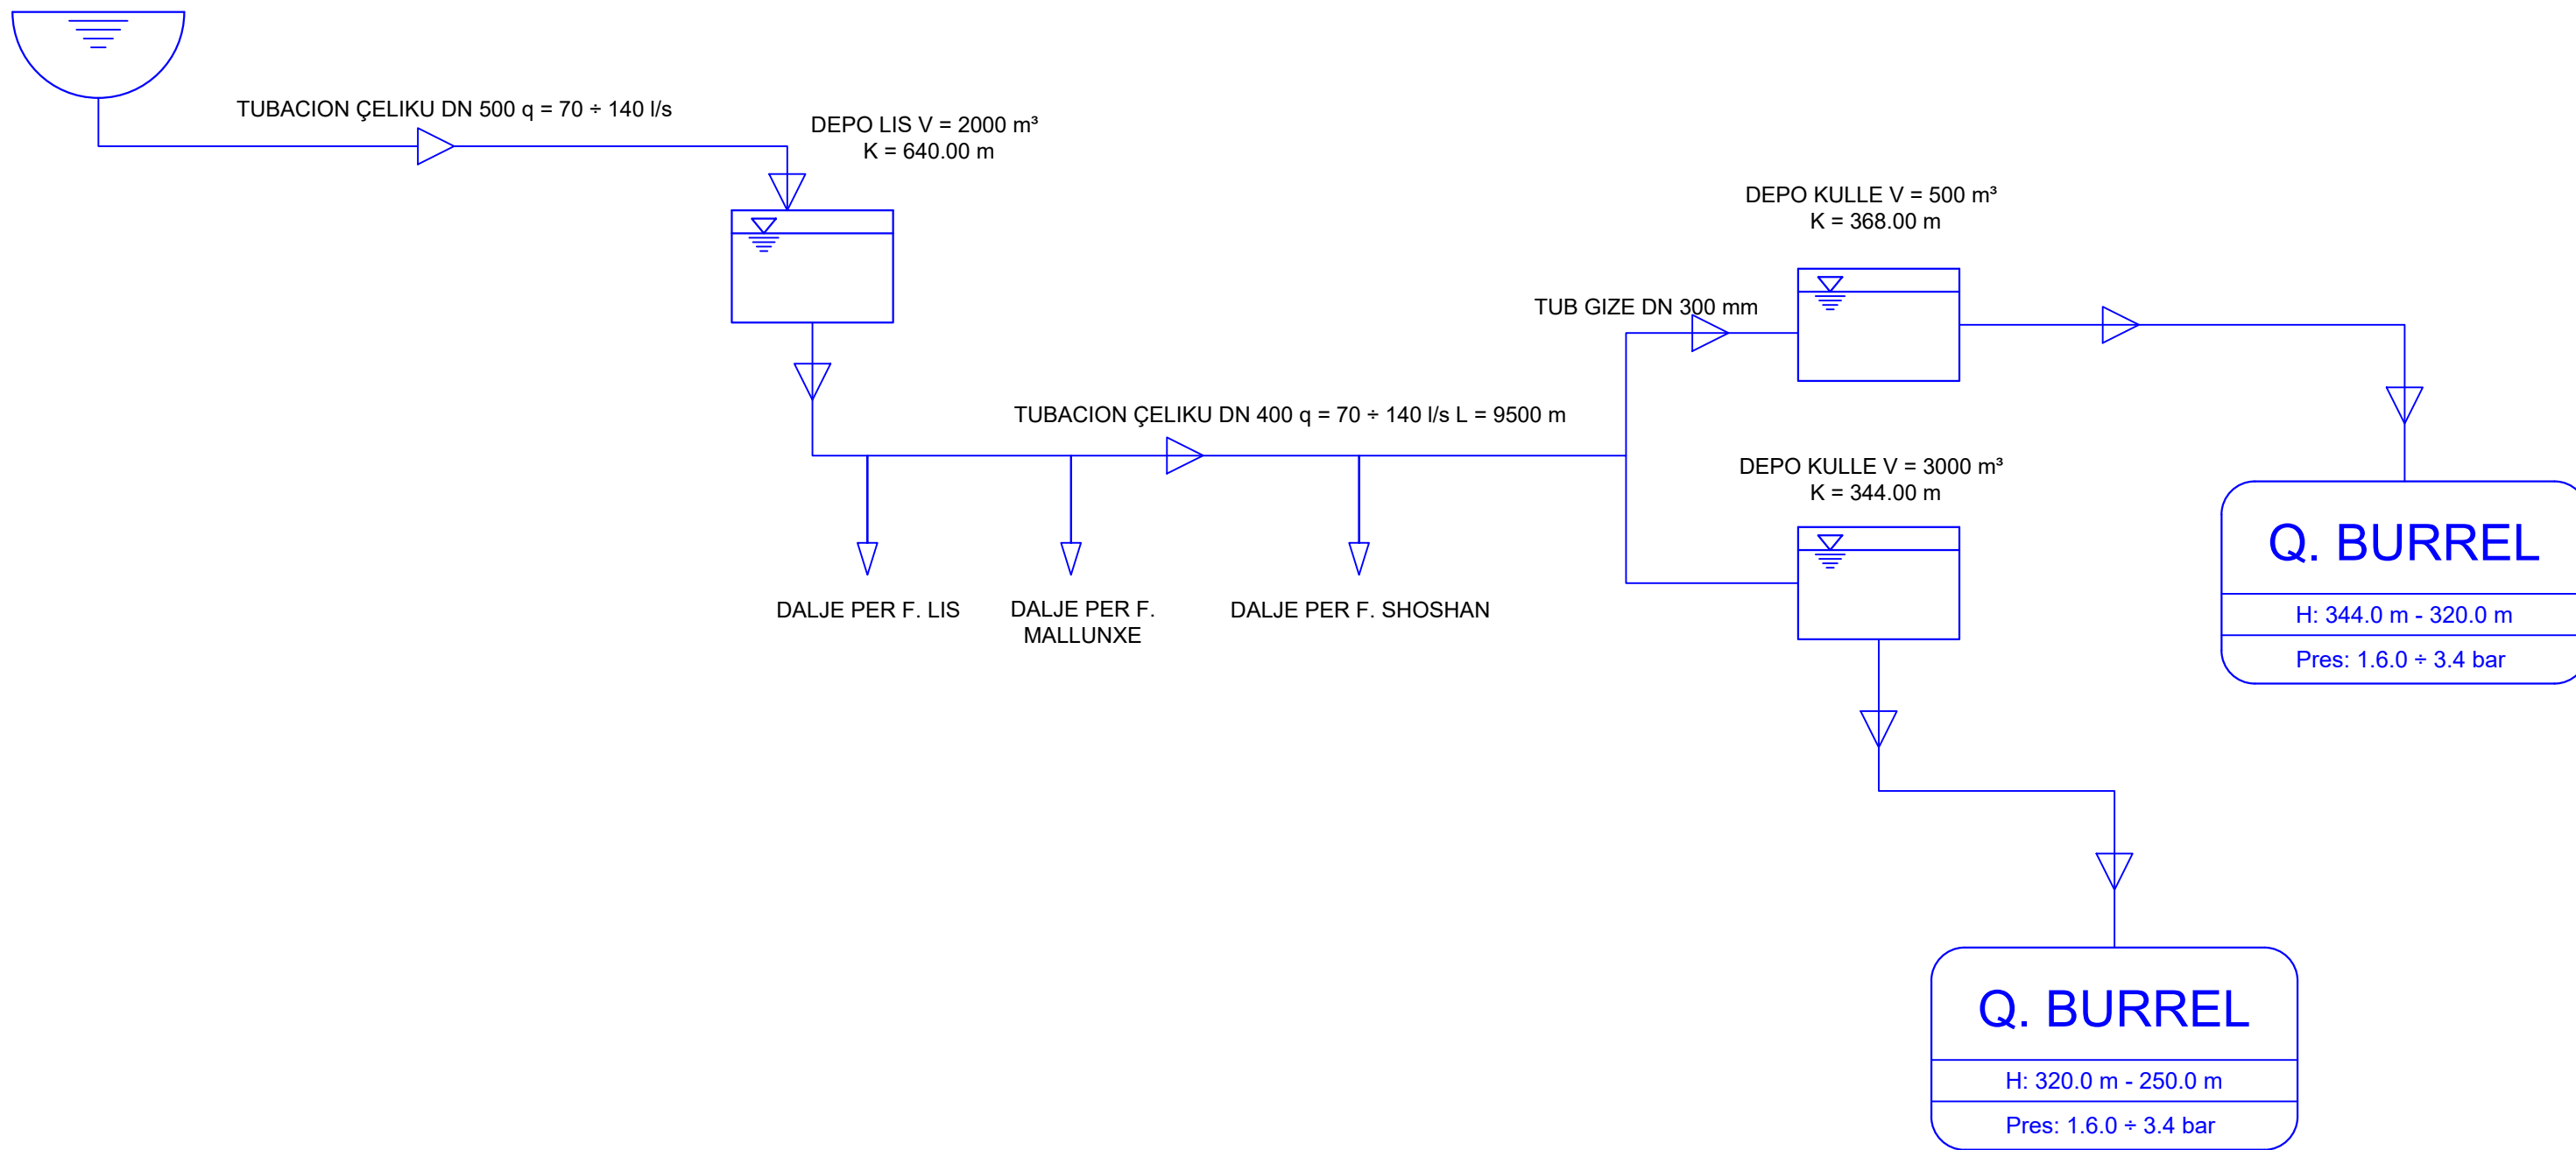 TUBACION ÇELIKU DN 500 q = 70 ÷ 140 l/s
DEPO LIS V = 2000 m³
K = 640.00 m
DEPO KULLE V = 500 m³
K = 368.00 m
TUB GIZE DN 300 mm
TUBACION ÇELIKU DN 400 q = 70 ÷ 140 l/s L = 9500 m
DEPO KULLE V = 3000 m³
K = 344.00 m
DALJE PER F. LIS
DALJE PER F.
MALLUNXE
DALJE PER F. SHOSHAN
Q. BURREL
H: 344.0 m - 320.0 m
Pres: 1.6.0 ÷ 3.4 bar
Q. BURREL
H: 320.0 m - 250.0 m
Pres: 1.6.0 ÷ 3.4 bar